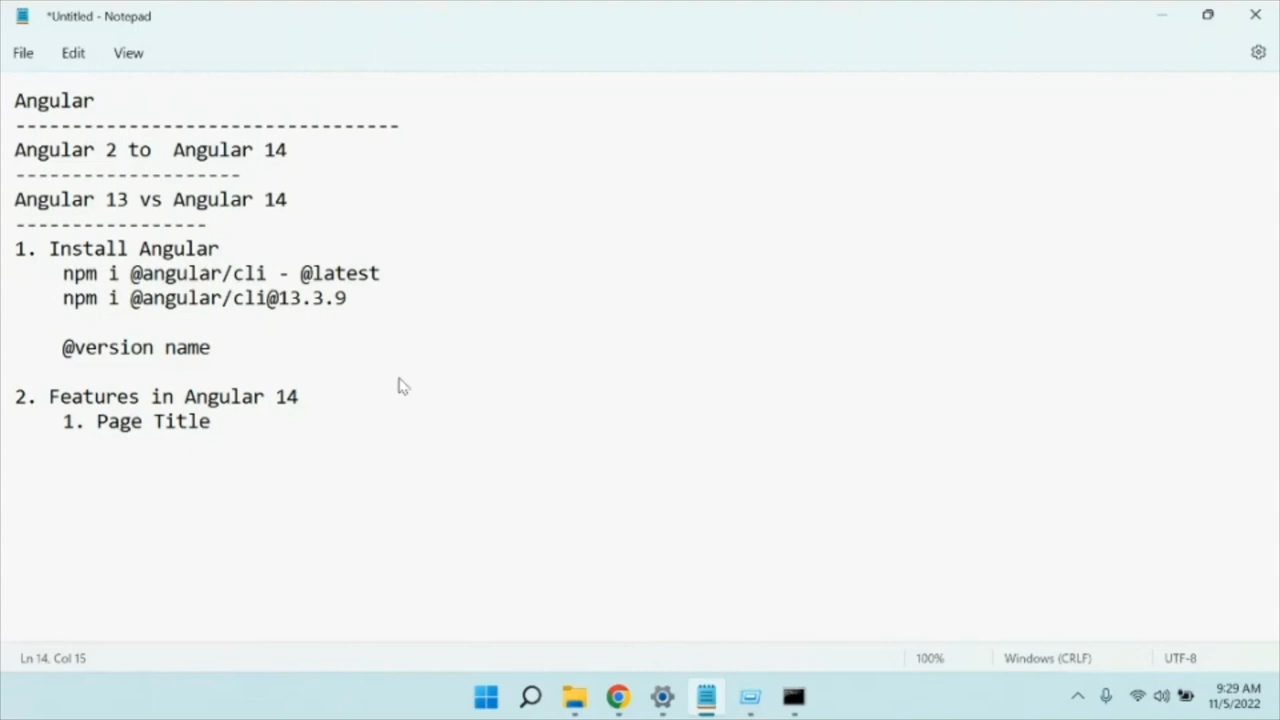 *Untitled - Notepad
File Edit View
Angular
----------------------------------
Angular 2 to  Angular 14
--------------------
Angular 13 vs Angular 14
-----------------
1. Install Angular
npm i @angular/cli - @latest
npm i @angular/cli@13.3.9
@version name
2. Features in Angular 14
1. Page Title
Ln 14, Col 15 100% Windows (CRLF) UTF-8
9:29 AM
11/5/2022